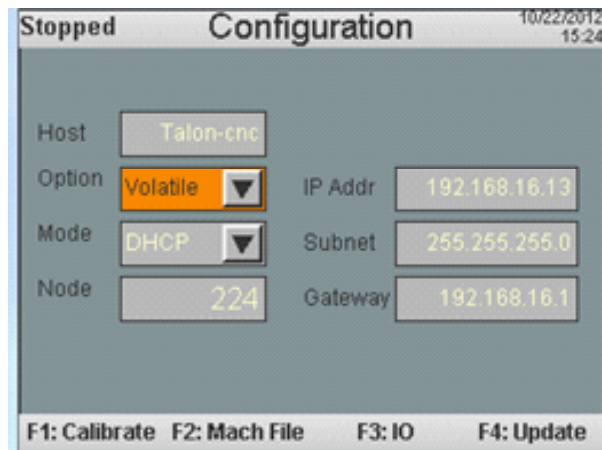 Stopped Configuration 10/22/2012
15:24
Host Talon-cnc
Option Volatile IP Addr 192.168.16.13
Mode DHCP Subnet 255.255.255.0
Node 224 Gateway 192.168.16.1
F1: Calibrate F2: Mach File F3: IO F4: Update